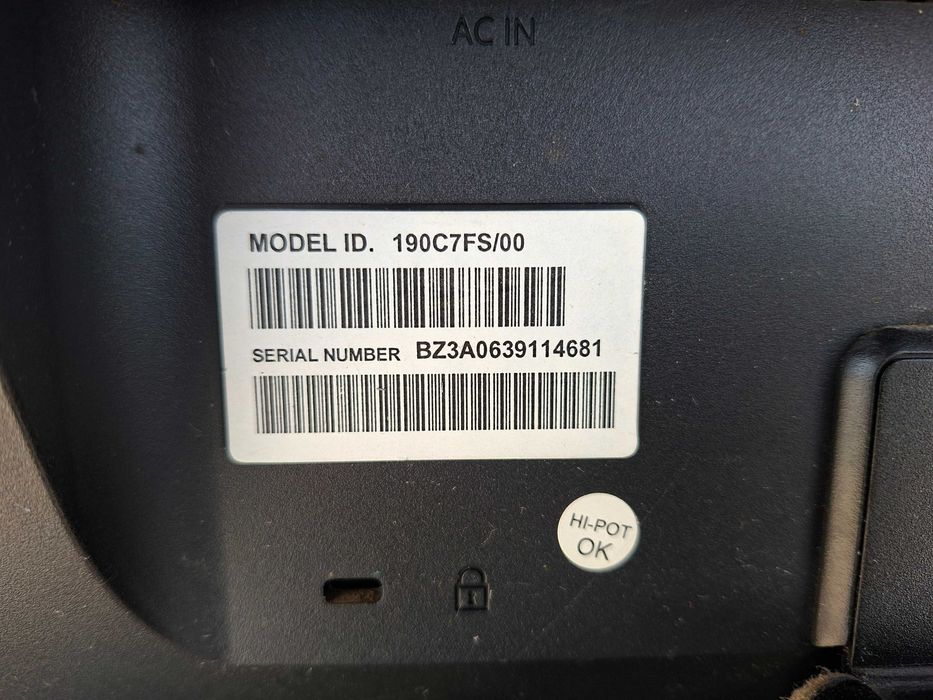 AC IN
MODEL ID. 190C7FS/00
SERIAL NUMBER BZ3A0639114681
HI-POT
OK